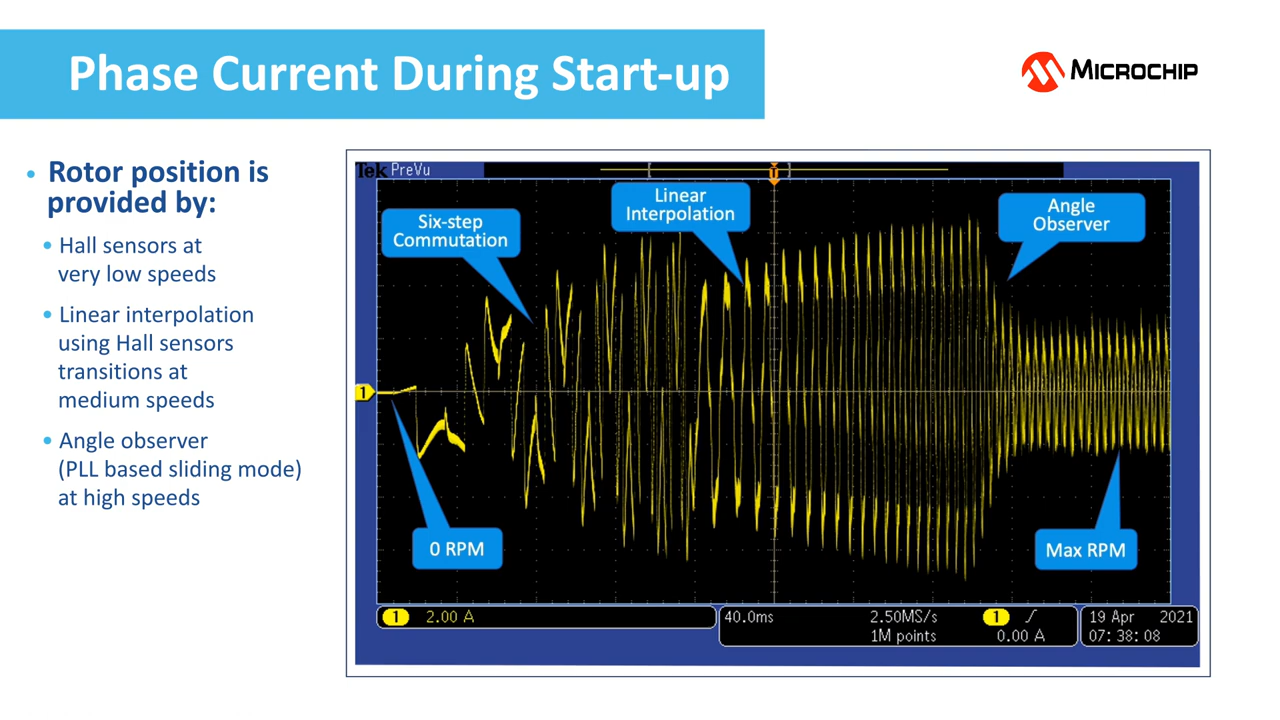 Phase Current During Start-up
MICROCHIP
• Rotor position is
provided by:
• Hall sensors at
very low speeds
• Linear interpolation
using Hall sensors
transitions at
medium speeds
• Angle observer
(PLL based sliding mode)
at high speeds
Tek PreVu
T
Six-step
Commutation
Linear
Interpolation
Angle
Observer
1
0 RPM
Max RPM
1 2.00 A
40.0ms
2.50MS/s
1M points
1
0.00 A
19 Apr 2021
07:38:08